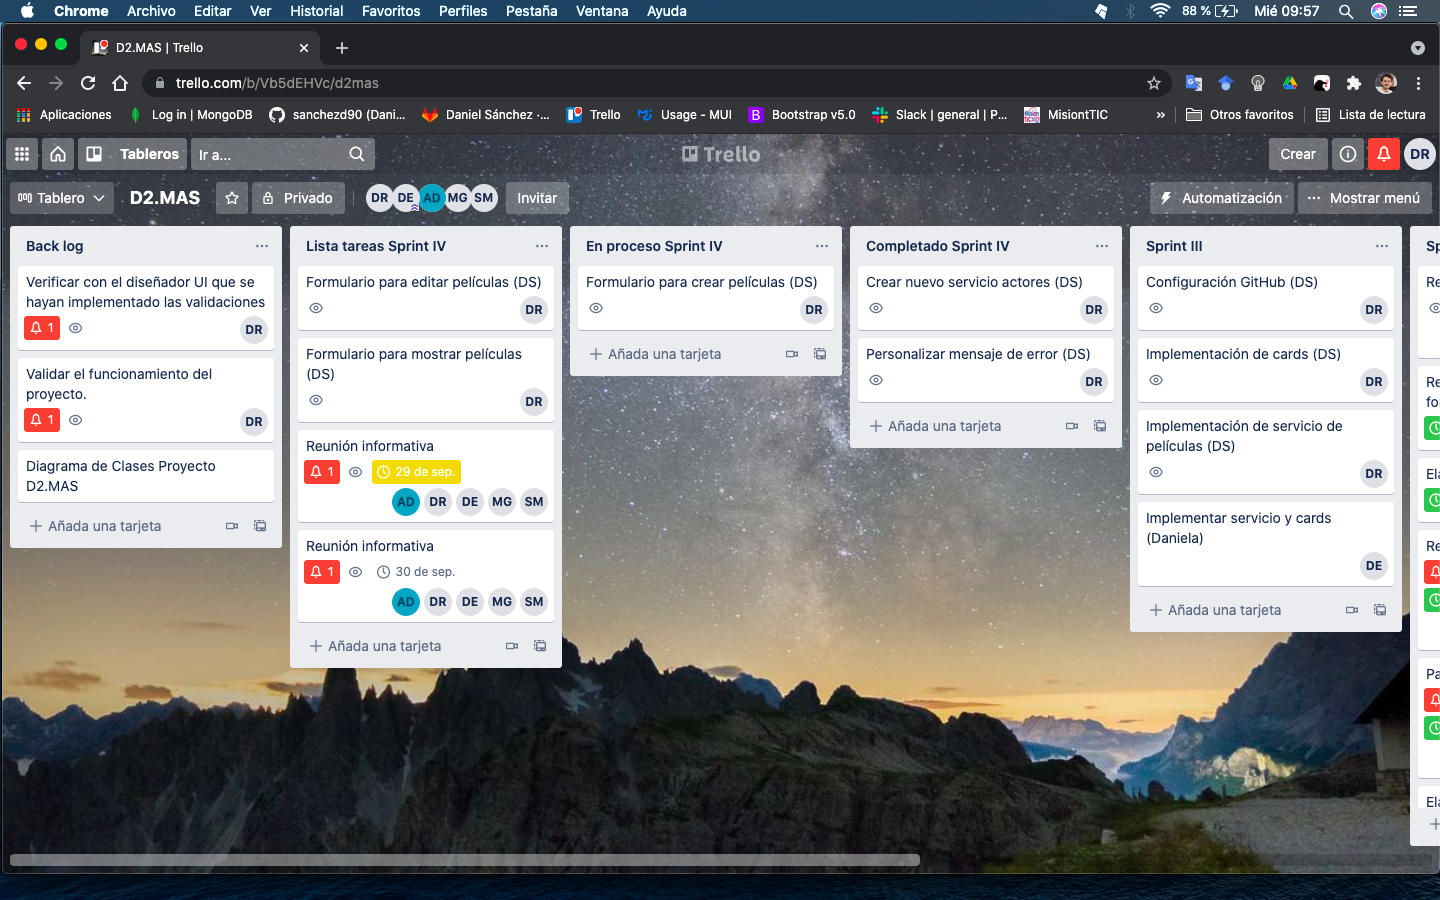 Chrome Archivo Editar Ver Historial Favoritos Perfiles Pestaña Ventana Ayuda 88 % Mié 09:57
D2.MAS | Trello
trello.com/b/Vb5dEHVc/d2mas
Aplicaciones Log in | MongoDB sanchezd90 (Dani... Daniel Sánchez ·... Trello Usage - MUI Bootstrap v5.0 Slack | general | P... MisiontTIC » Otros favoritos Lista de lectura
Tableros Ir a... Trello Crear DR
Tablero D2.MAS Privado DR DE AD MG SM Invitar Automatización ··· Mostrar menú
Back log
Verificar con el diseñador UI que se
hayan implementado las validaciones
1 DR
Validar el funcionamiento del
proyecto.
1 DR
Diagrama de Clases Proyecto
D2.MAS
+ Añada una tarjeta
Lista tareas Sprint IV
Formulario para editar películas (DS)
DR
Formulario para mostrar películas
(DS)
DR
Reunión informativa
1 29 de sep.
AD DR DE MG SM
Reunión informativa
1 30 de sep.
AD DR DE MG SM
+ Añada una tarjeta
En proceso Sprint IV
Formulario para crear películas (DS)
DR
+ Añada una tarjeta
Completado Sprint IV
Crear nuevo servicio actores (DS)
DR
Personalizar mensaje de error (DS)
DR
+ Añada una tarjeta
Sprint III
Configuración GitHub (DS)
DR
Implementación de cards (DS)
DR
Implementación de servicio de
películas (DS)
DR
Implementar servicio y cards
(Daniela)
DE
+ Añada una tarjeta
Sp
Re
Re
for
Ela
Re
Pa
Ela
+